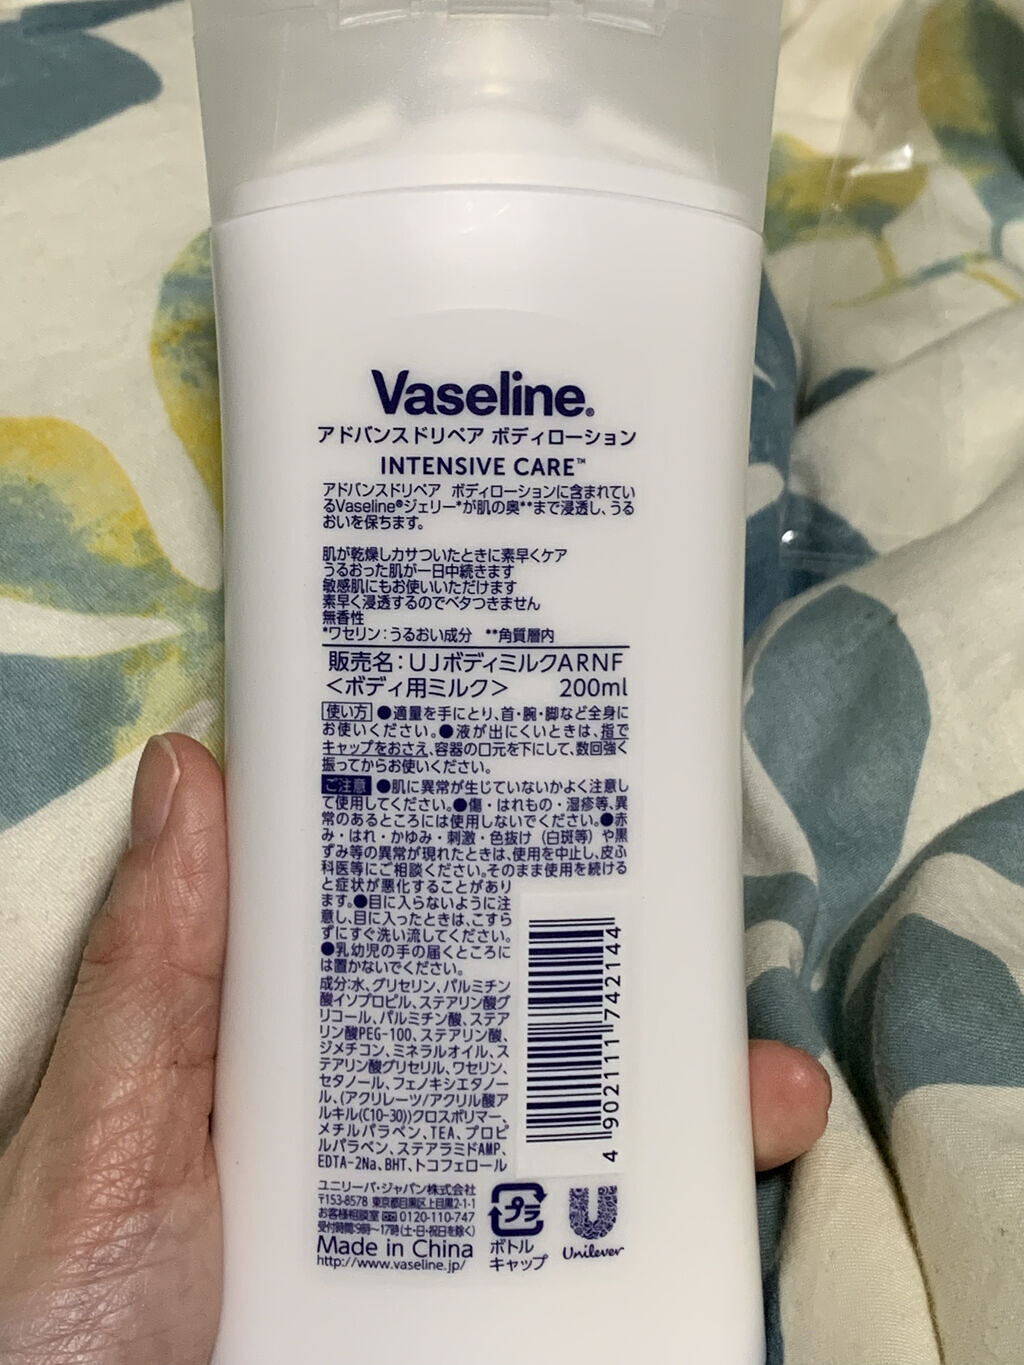 Vaseline®
アドバンスドリペア ボディローション
INTENSIVE CARE™
アドバンスドリペア ボディローションに含まれてい
るVaseline®ジェリー*が肌の奥**まで浸透し、うる
おいを保ちます。
肌が乾燥しカサついたときに素早くケア
うるおった肌が一日中続きます
敏感肌にもお使いいただけます
素早く浸透するのでベタつきません
無香性
*ワセリン:うるおい成分 **角質層内
販売名:UJボディミルクARNF
<ボディ用ミルク> 200ml
使い方 ●適量を手にとり、首・腕・脚など全身に
お使いください。●液が出にくいときは、指で
キャップをおさえ、容器の口元を下にして、数回強く
振ってからお使いください。
ご注意 ●肌に異常が生じていないかよく注意し
て使用してください。●傷・はれもの・湿疹等、異
常のあるところには使用しないでください。●赤
み・はれ・かゆみ・刺激・色抜け(白斑等)や黒
ずみ等の異常が現れたときは、使用を中止し、皮ふ
科医等にご相談ください。そのまま使用を続ける
と症状が悪化することがあり
ます。●目に入らないように注
意し、目に入ったときは、こすら
ずにすぐ洗い流してください。
●乳幼児の手の届くところに
は置かないでください。
成分:水、グリセリン、パルミチン
酸イソプロピル、ステアリン酸グ
リコール、パルミチン酸、ステア
リン酸PEG-100、ステアリン酸、
ジメチコン、ミネラルオイル、ス
テアリン酸グリセリル、ワセリン、
セタノール、フェノキシエタノー
ル、(アクリレーツ/アクリル酸ア
ルキル(C10-30))クロスポリマー、
メチルパラベン、TEA、プロピ
ルパラベン、ステアラミドAMP、
EDTA-2Na、BHT、トコフェロール
4 902111 742144
ユニリーバ・ジャパン株式会社
〒153-8578 東京都目黒区上目黒2-1-1
お客様相談室 0120-110-747
受付時間:9時~17時(土・日・祝日を除く)
Made in China
http://www.vaseline.jp/
プラ
ボトル
キャップ
Unilever